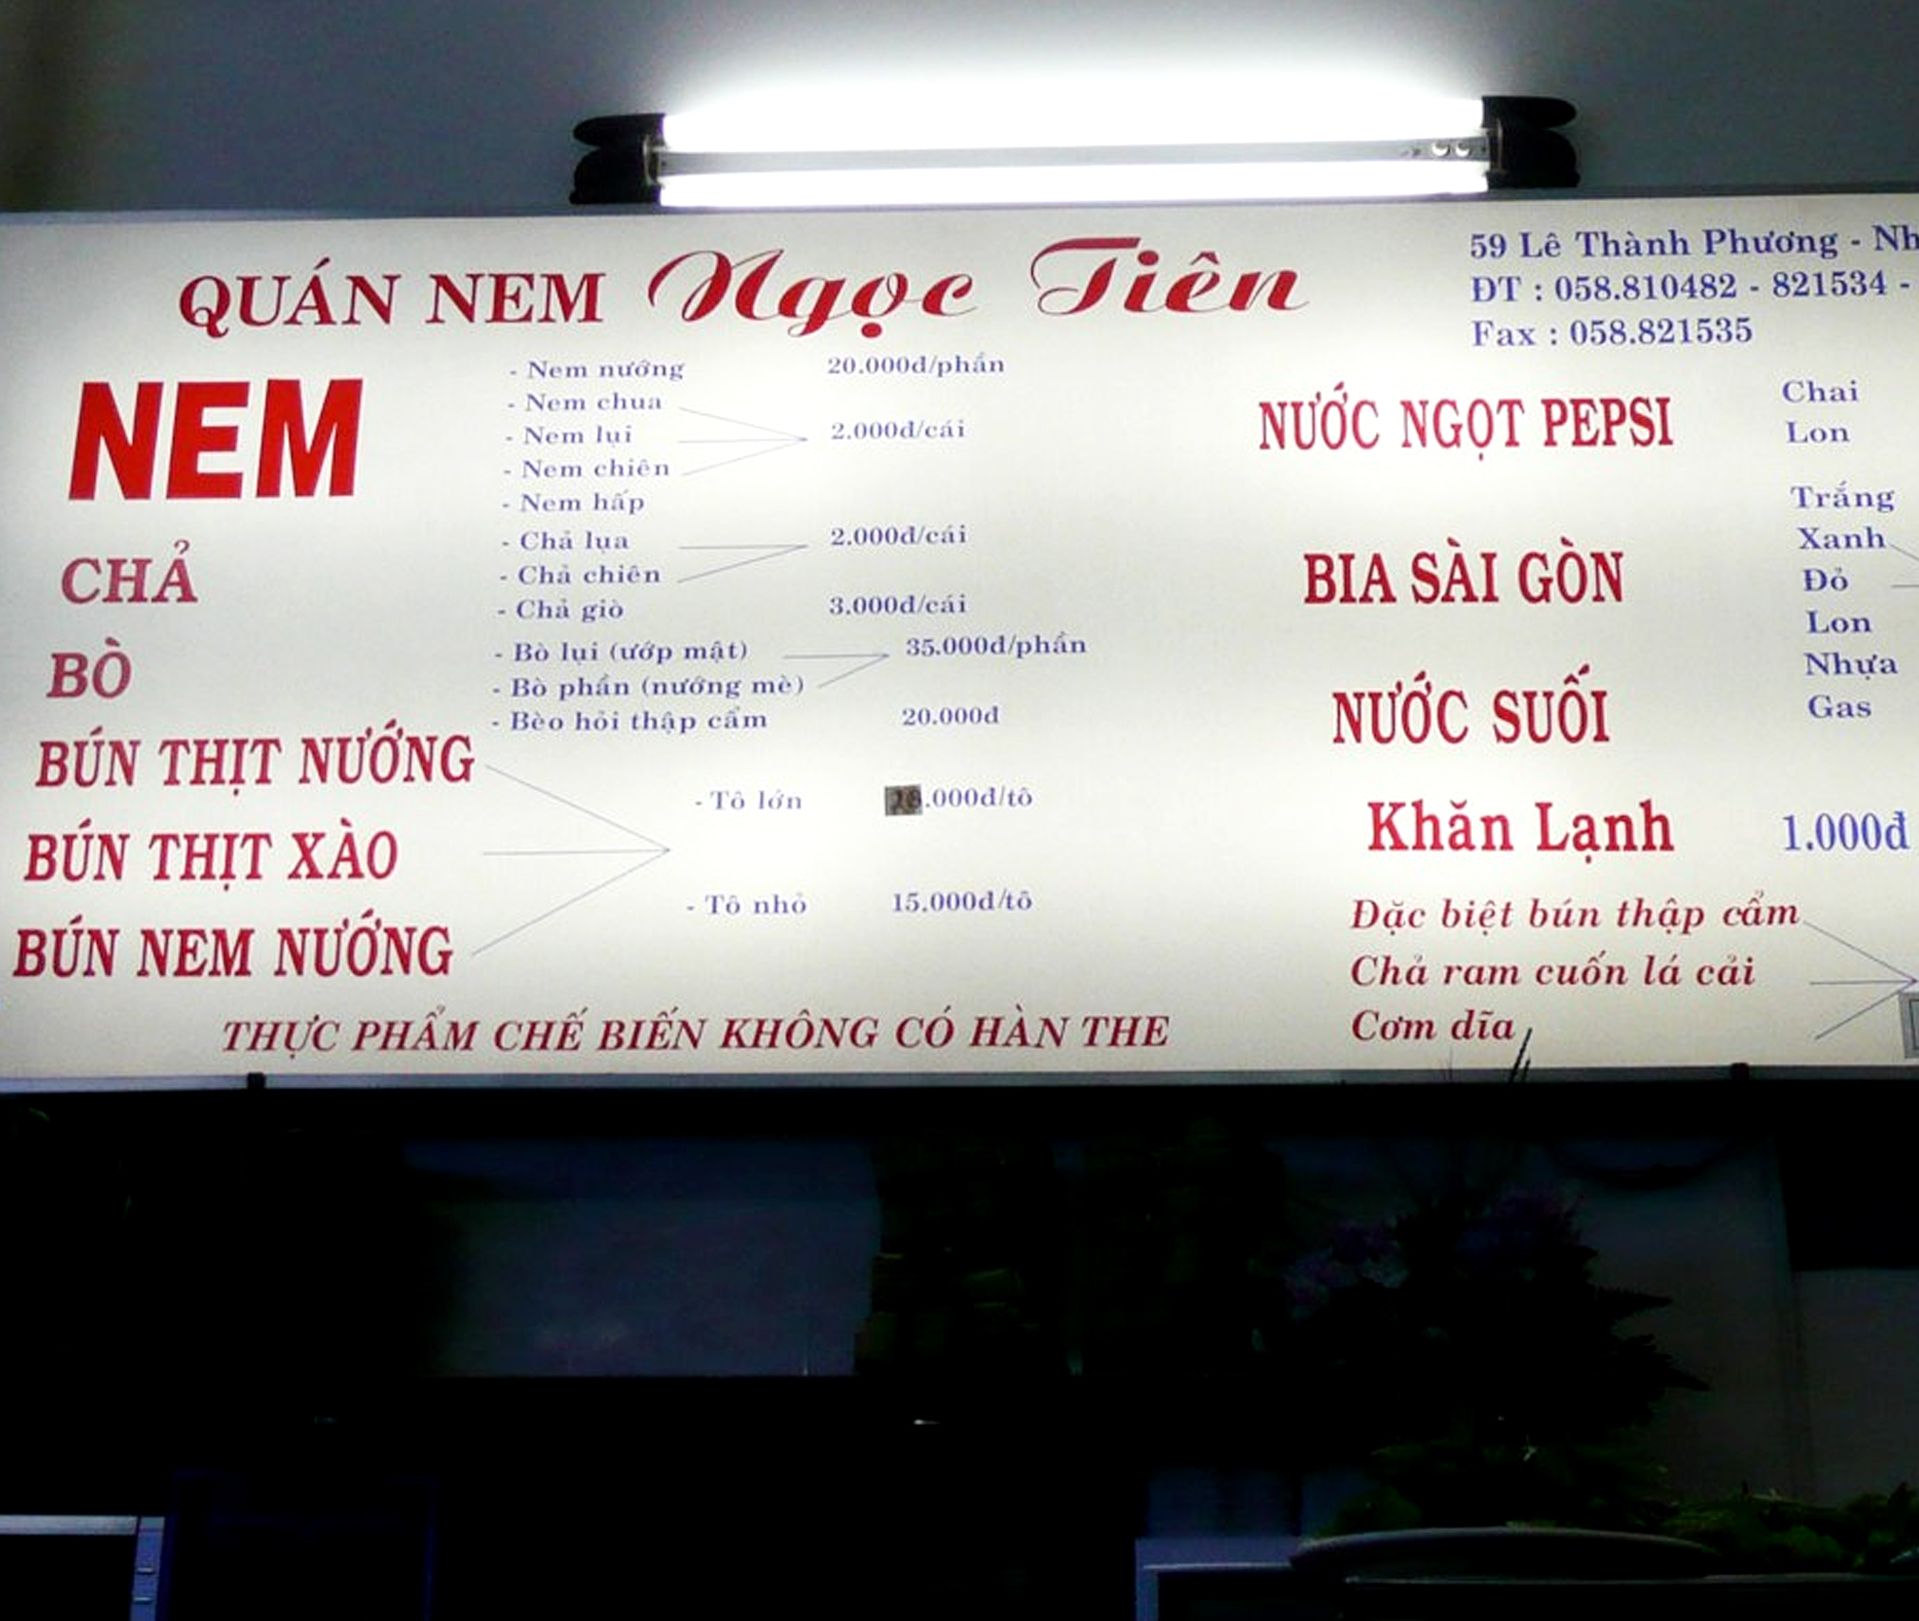 QUÁN NEM Ngọc Tiên
59 Lê Thành Phương - Nh
ĐT : 058.810482 - 821534 -
Fax : 058.821535
NEM
- Nem nướng 20.000đ/phần
- Nem chua
- Nem lụi 2.000đ/cái
- Nem chiên
- Nem hấp
CHẢ
- Chả lụa 2.000đ/cái
- Chả chiên
- Chả giò 3.000đ/cái
BÒ
- Bò lụi (ướp mật) 35.000đ/phần
- Bò phần (nướng mè)
- Bèo hỏi thập cẩm 20.000đ
BÚN THỊT NƯỚNG
BÚN THỊT XÀO
BÚN NEM NƯỚNG
- Tô lớn .000đ/tô
- Tô nhỏ 15.000đ/tô
THỰC PHẨM CHẾ BIẾN KHÔNG CÓ HÀN THE
NƯỚC NGỌT PEPSI
Chai
Lon
BIA SÀI GÒN
Trắng
Xanh
Đỏ
Lon
NƯỚC SUỐI
Nhựa
Gas
Khăn Lạnh 1.000đ
Đặc biệt bún thập cẩm
Chả ram cuốn lá cải
Cơm dĩa